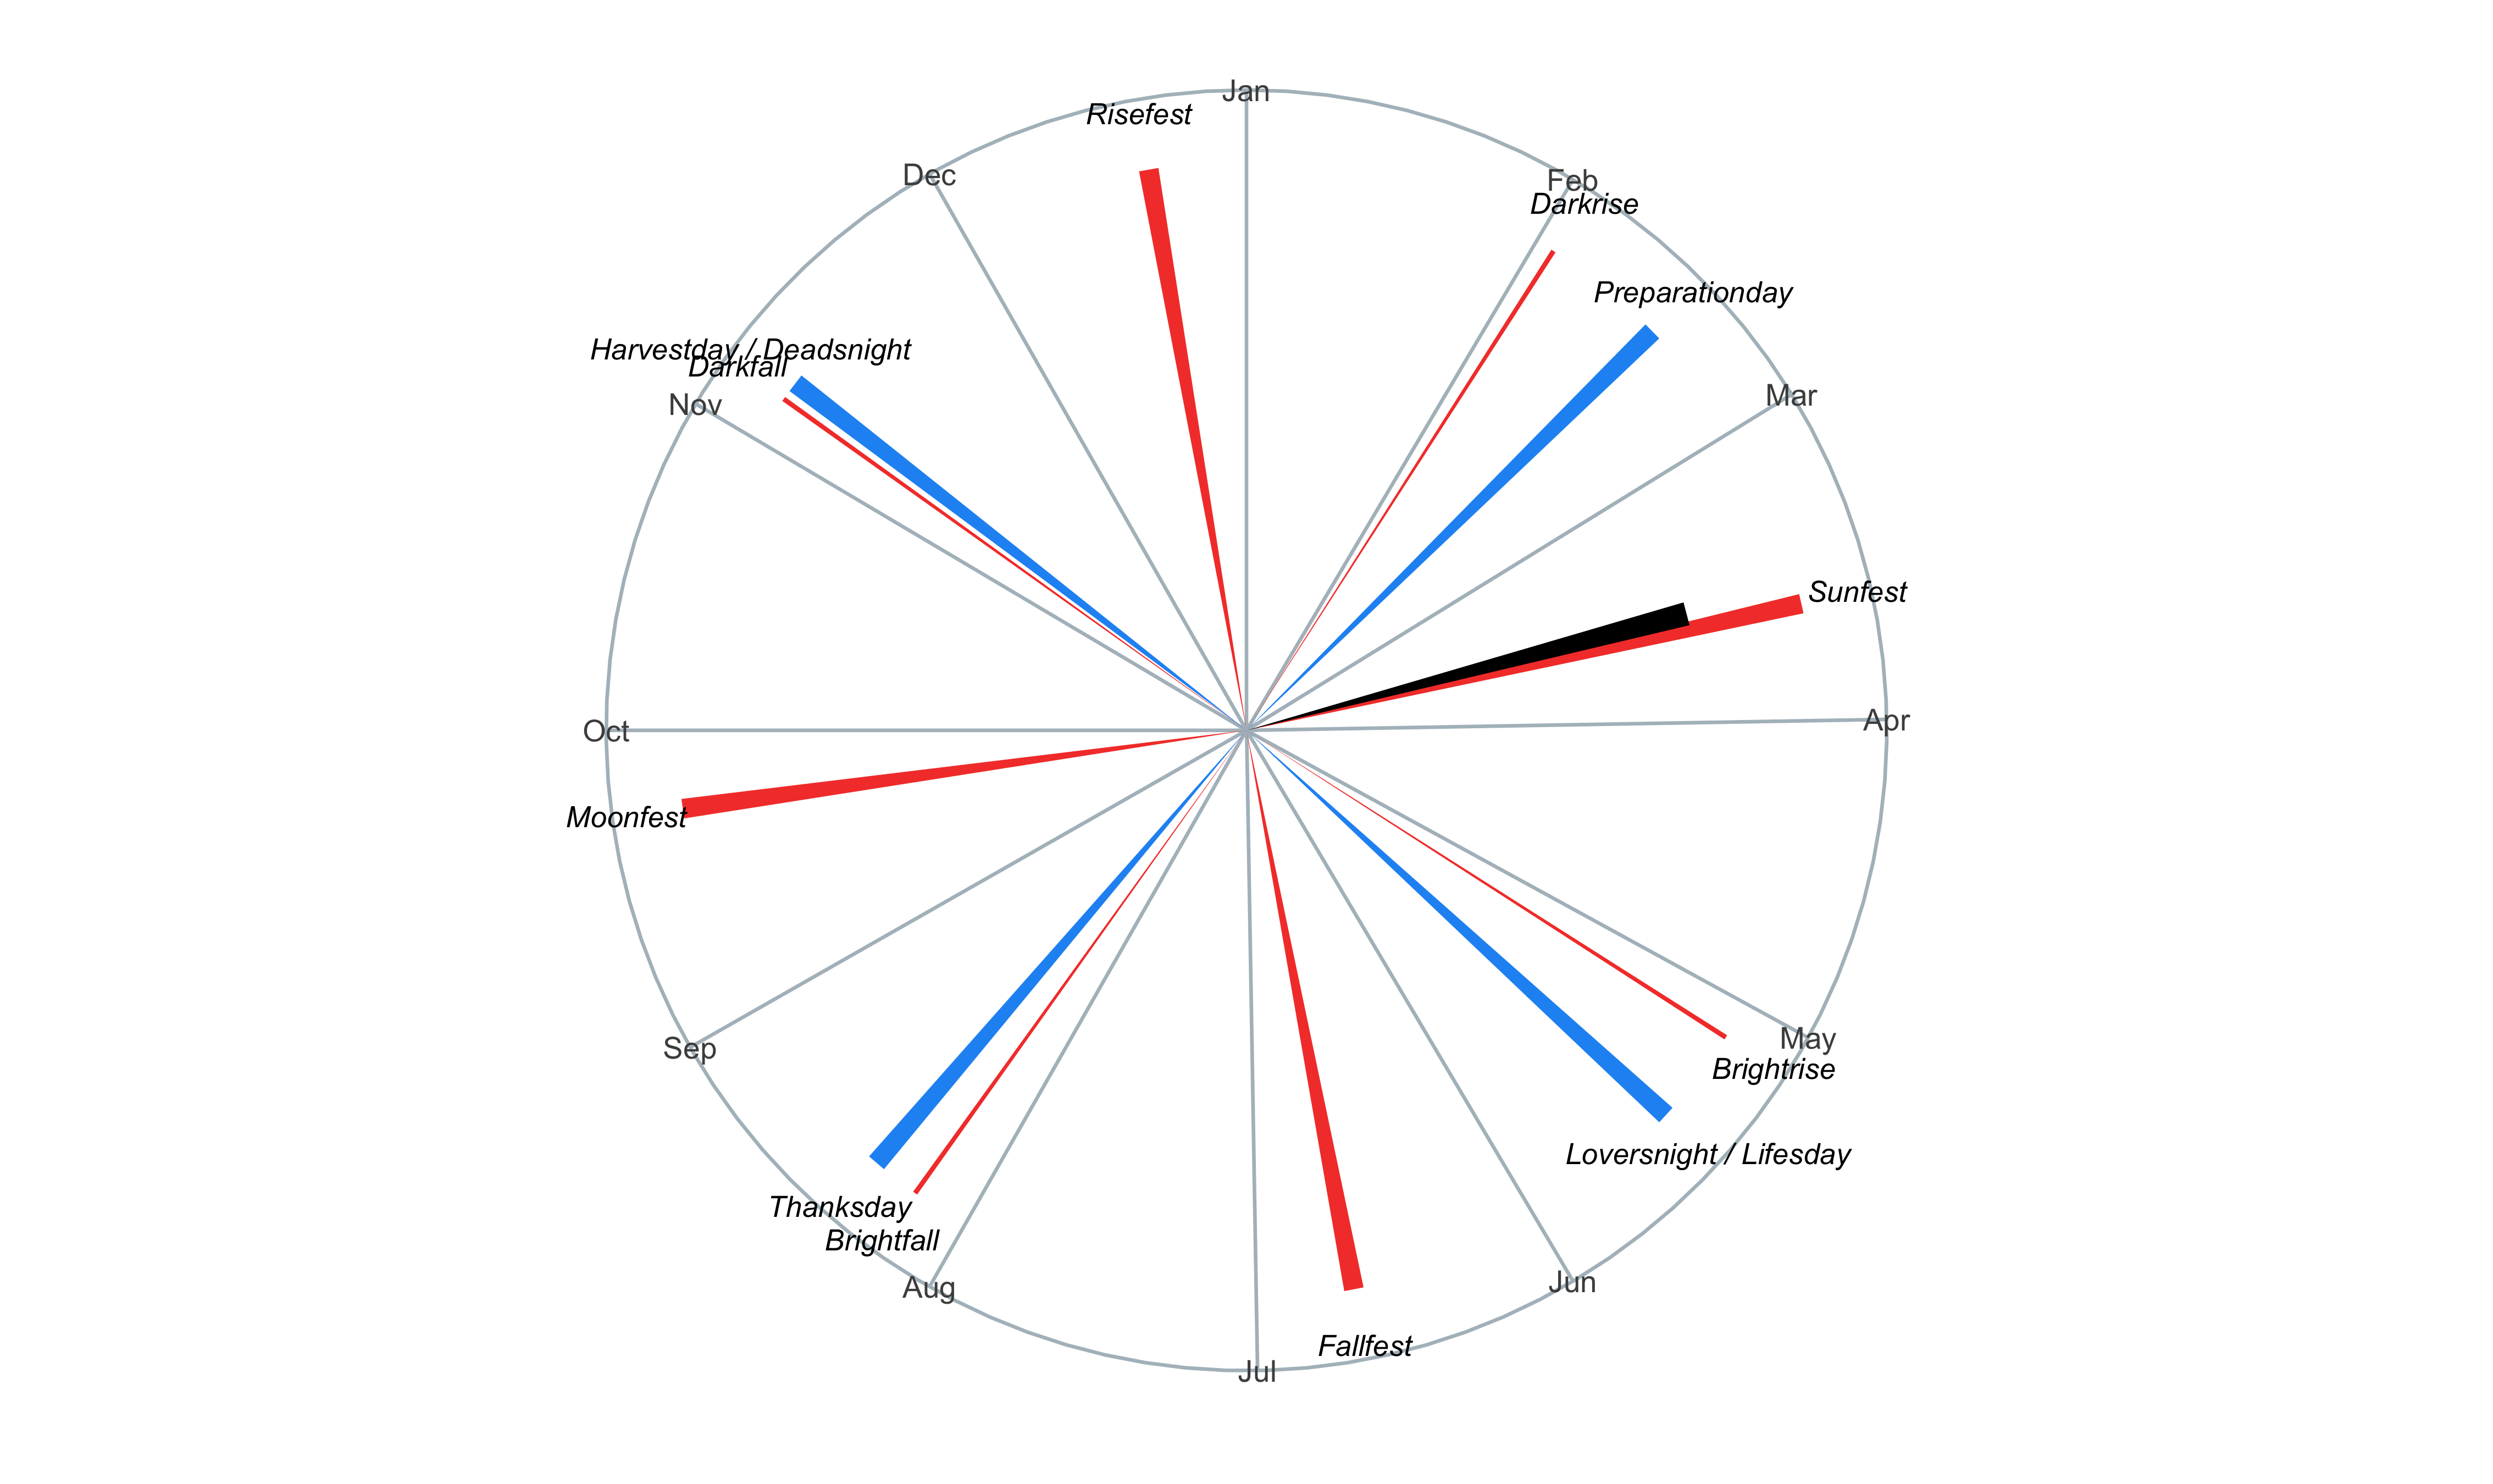 Jan
Risefest
Dec
Feb
Darkrise
Preparationday
Harvestday / Deadsnight
Darkfall
Nov
Mar
Sunfest
Oct
Apr
Moonfest
Sep
May
Brightrise
Loversnight / Lifesday
Thanksday
Brightfall
Aug
Jun
Fallfest
Jul